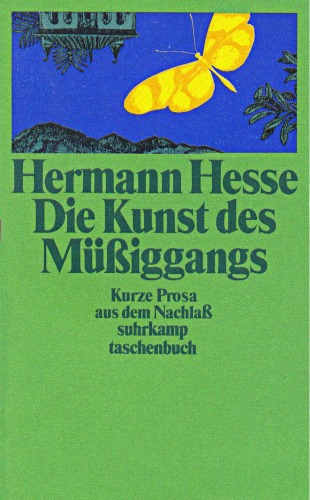 Hermann Hesse
Die Kunst des
Müßiggangs
Kurze Prosa
aus dem Nachlaß
suhrkamp
taschenbuch